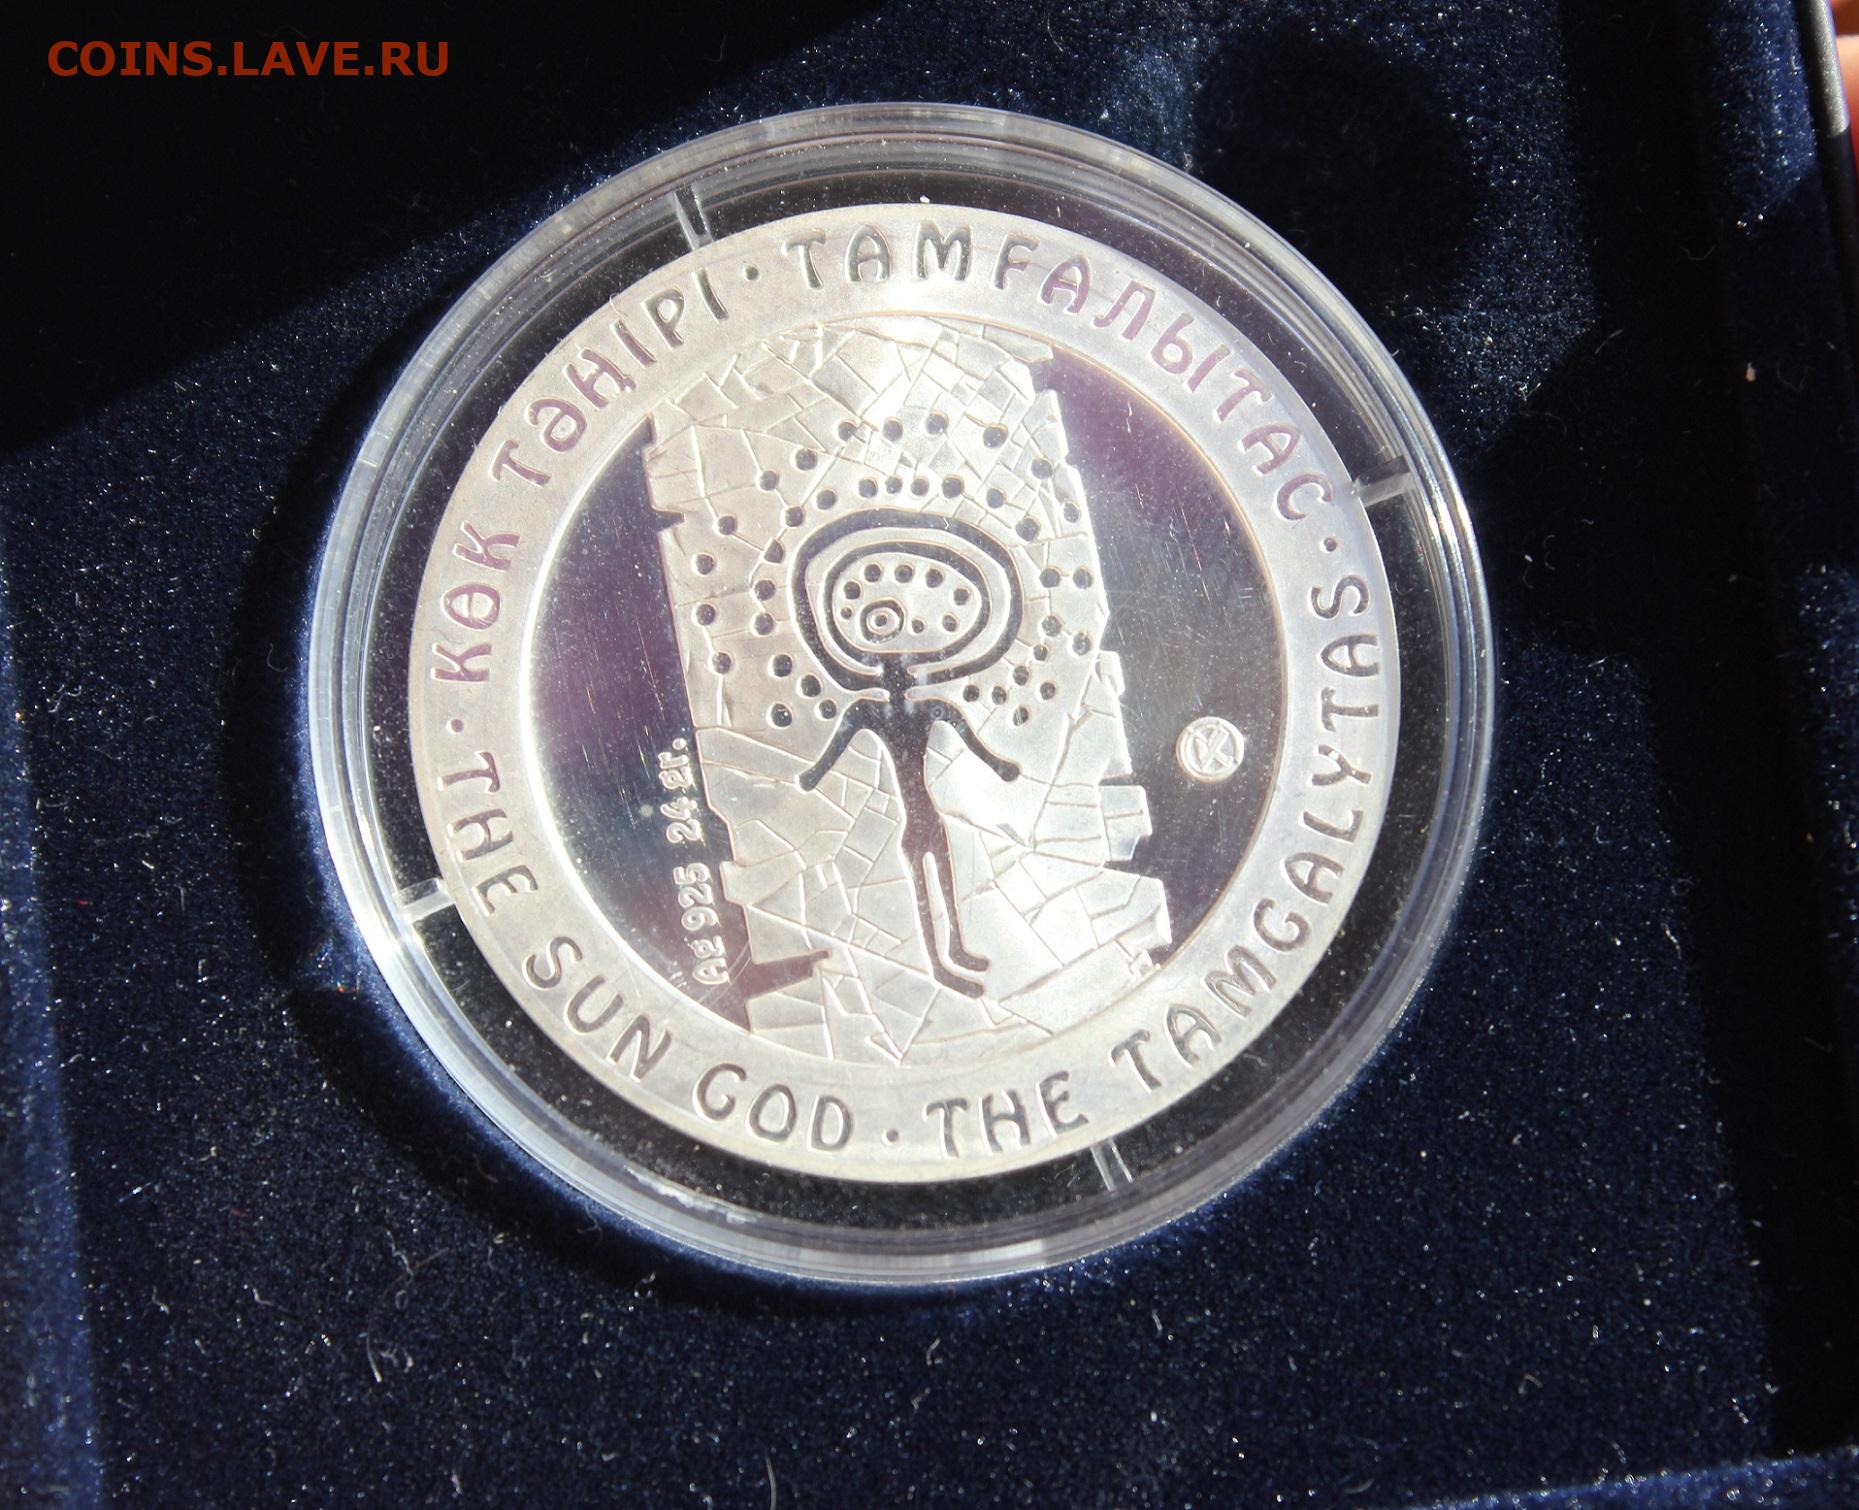 COINS.LAVE.RU
КӨК ТӘҢІРІ · ТАМҒАЛЫТАС
THE SUN GOD · THE TAMGALYTAS
Ag 925 24 gr.